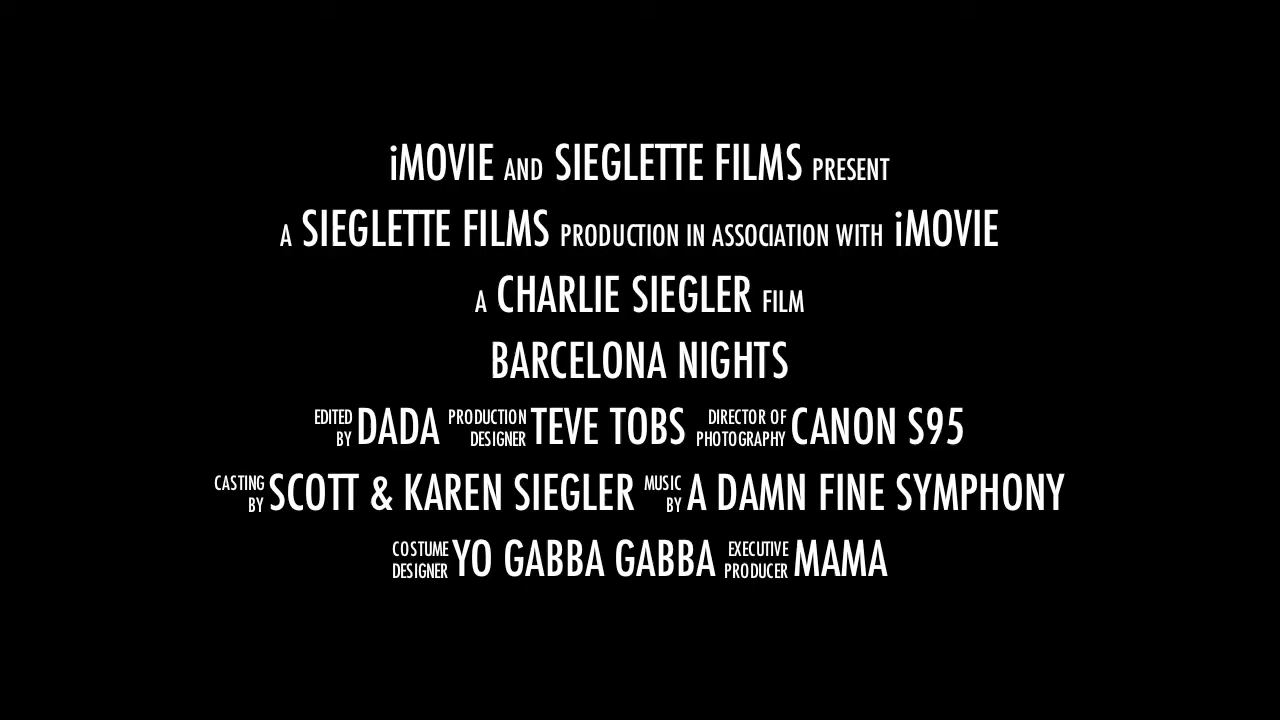 iMOVIE AND SIEGLETTE FILMS PRESENT
A SIEGLETTE FILMS PRODUCTION IN ASSOCIATION WITH iMOVIE
A CHARLIE SIEGLER FILM
BARCELONA NIGHTS
EDITED BY DADA PRODUCTION DESIGNER TEVE TOBS DIRECTOR OF PHOTOGRAPHY CANON S95
CASTING BY SCOTT & KAREN SIEGLER MUSIC BY A DAMN FINE SYMPHONY
COSTUME DESIGNER YO GABBA GABBA EXECUTIVE PRODUCER MAMA